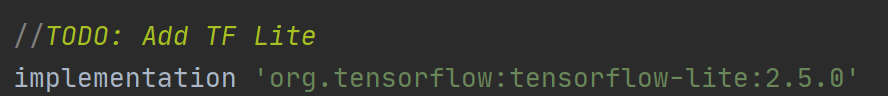 //TODO: Add TF Lite
implementation 'org.tensorflow:tensorflow-lite:2.5.0'